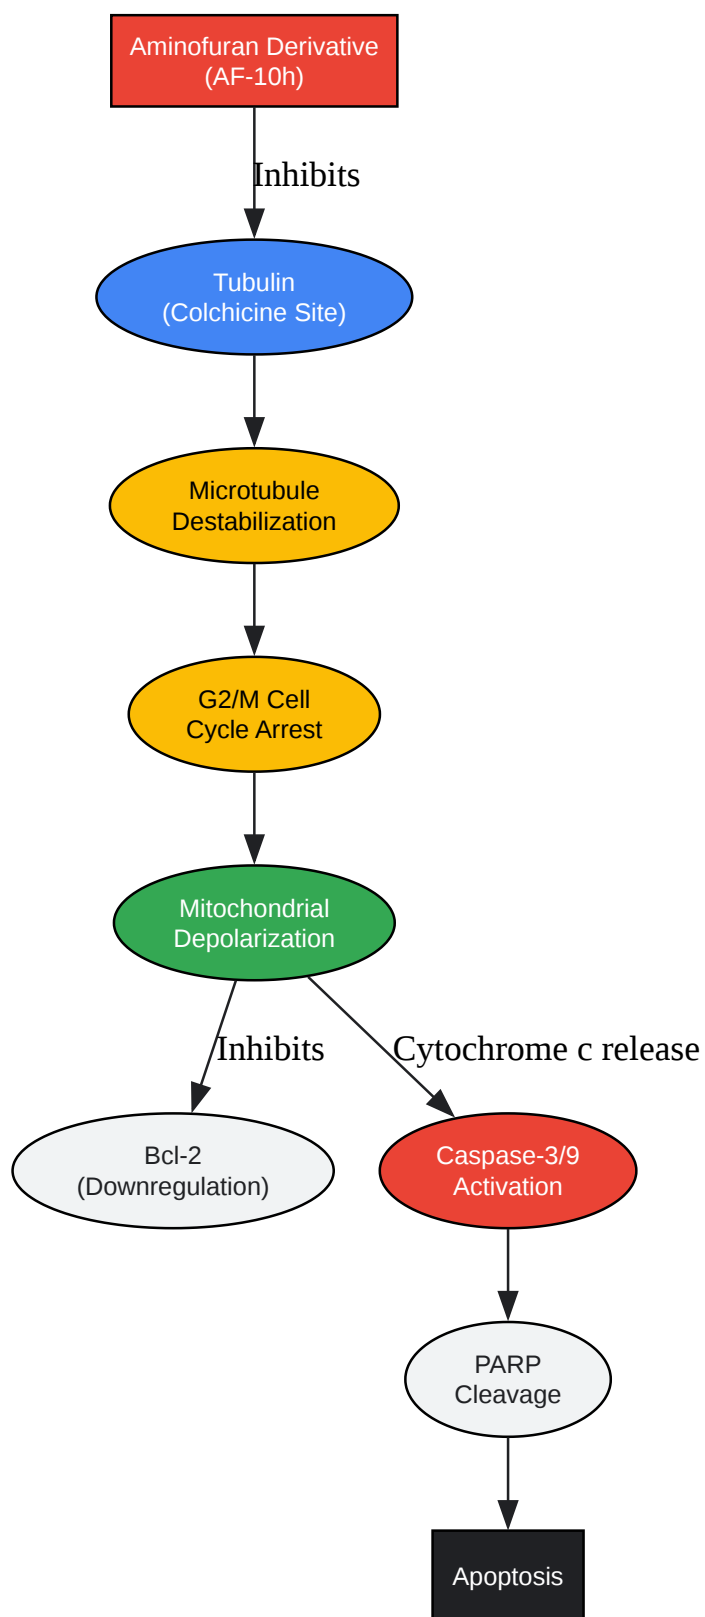 Aminofuran Derivative
(AF-10h)
Inhibits
Tubulin
(Colchicine Site)
Microtubule
Destabilization
G2/M Cell
Cycle Arrest
Mitochondrial
Depolarization
Inhibits
Cytochrome c release
Bcl-2
(Downregulation)
Caspase-3/9
Activation
PARP
Cleavage
Apoptosis